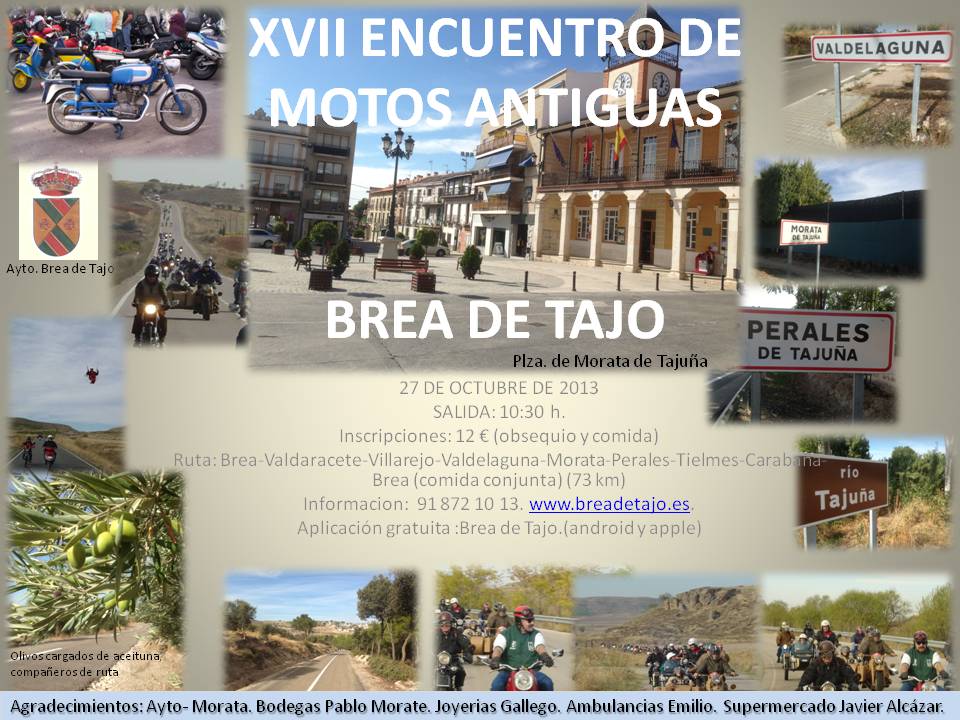 XVII ENCUENTRO DE
MOTOS ANTIGUAS
VALDELAGUNA
MORATA
DE TAJUÑA
Ayto. Brea de Tajo
BREA DE TAJO
Plza. de Morata de Tajuña
PERALES
DE TAJUÑA
27 DE OCTUBRE DE 2013
SALIDA: 10:30 h.
Inscripciones: 12 € (obsequio y comida)
Ruta: Brea-Valdaracete-Villarejo-Valdelaguna-Morata-Perales-Tielmes-Carabaña-
Brea (comida conjunta) (73 km)
Informacion: 91 872 10 13. www.breadetajo.es.
Aplicación gratuita :Brea de Tajo.(android y apple)
río
Tajuña
Olivos cargados de aceituna,
compañeros de ruta
Agradecimientos: Ayto- Morata. Bodegas Pablo Morate. Joyerias Gallego. Ambulancias Emilio. Supermercado Javier Alcázar.